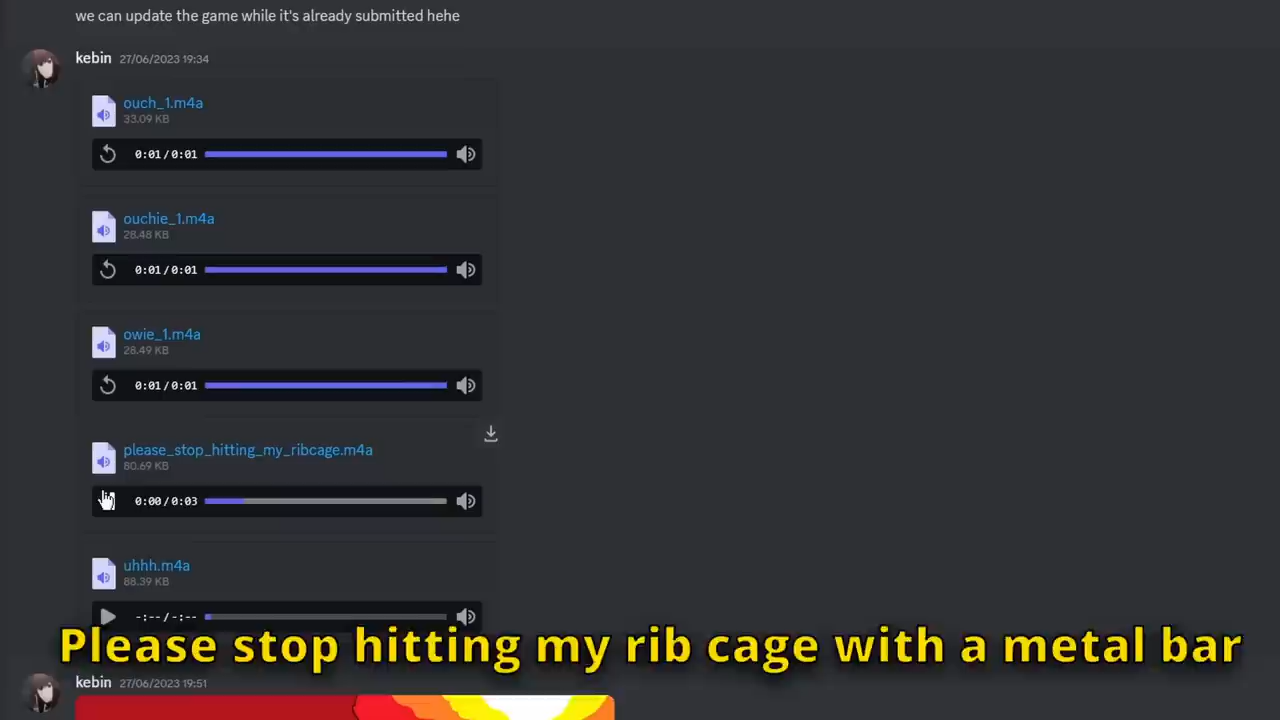 we can update the game while it's already submitted hehe
kebin 27/06/2023 19:34
ouch_1.m4a
33.09 KB
0:01/0:01
ouchie_1.m4a
28.48 KB
0:01/0:01
owie_1.m4a
28.49 KB
0:01/0:01
please_stop_hitting_my_ribcage.m4a
80.69 KB
0:00/0:03
uhhh.m4a
88.39 KB
-:--/-:--
Please stop hitting my rib cage with a metal bar
kebin 27/06/2023 19:51